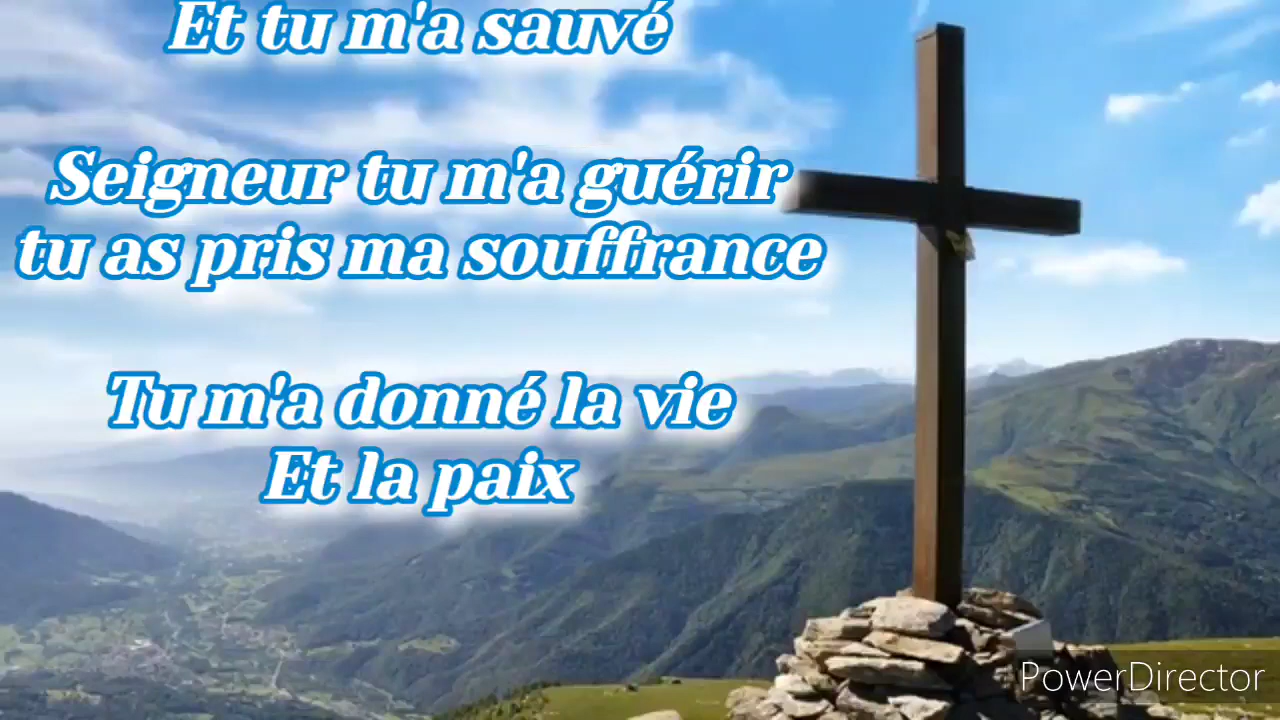 Et tu m'a sauvé
Seigneur tu m'a guérir
tu as pris ma souffrance
Tu m'a donné la vie
Et la paix
PowerDirector